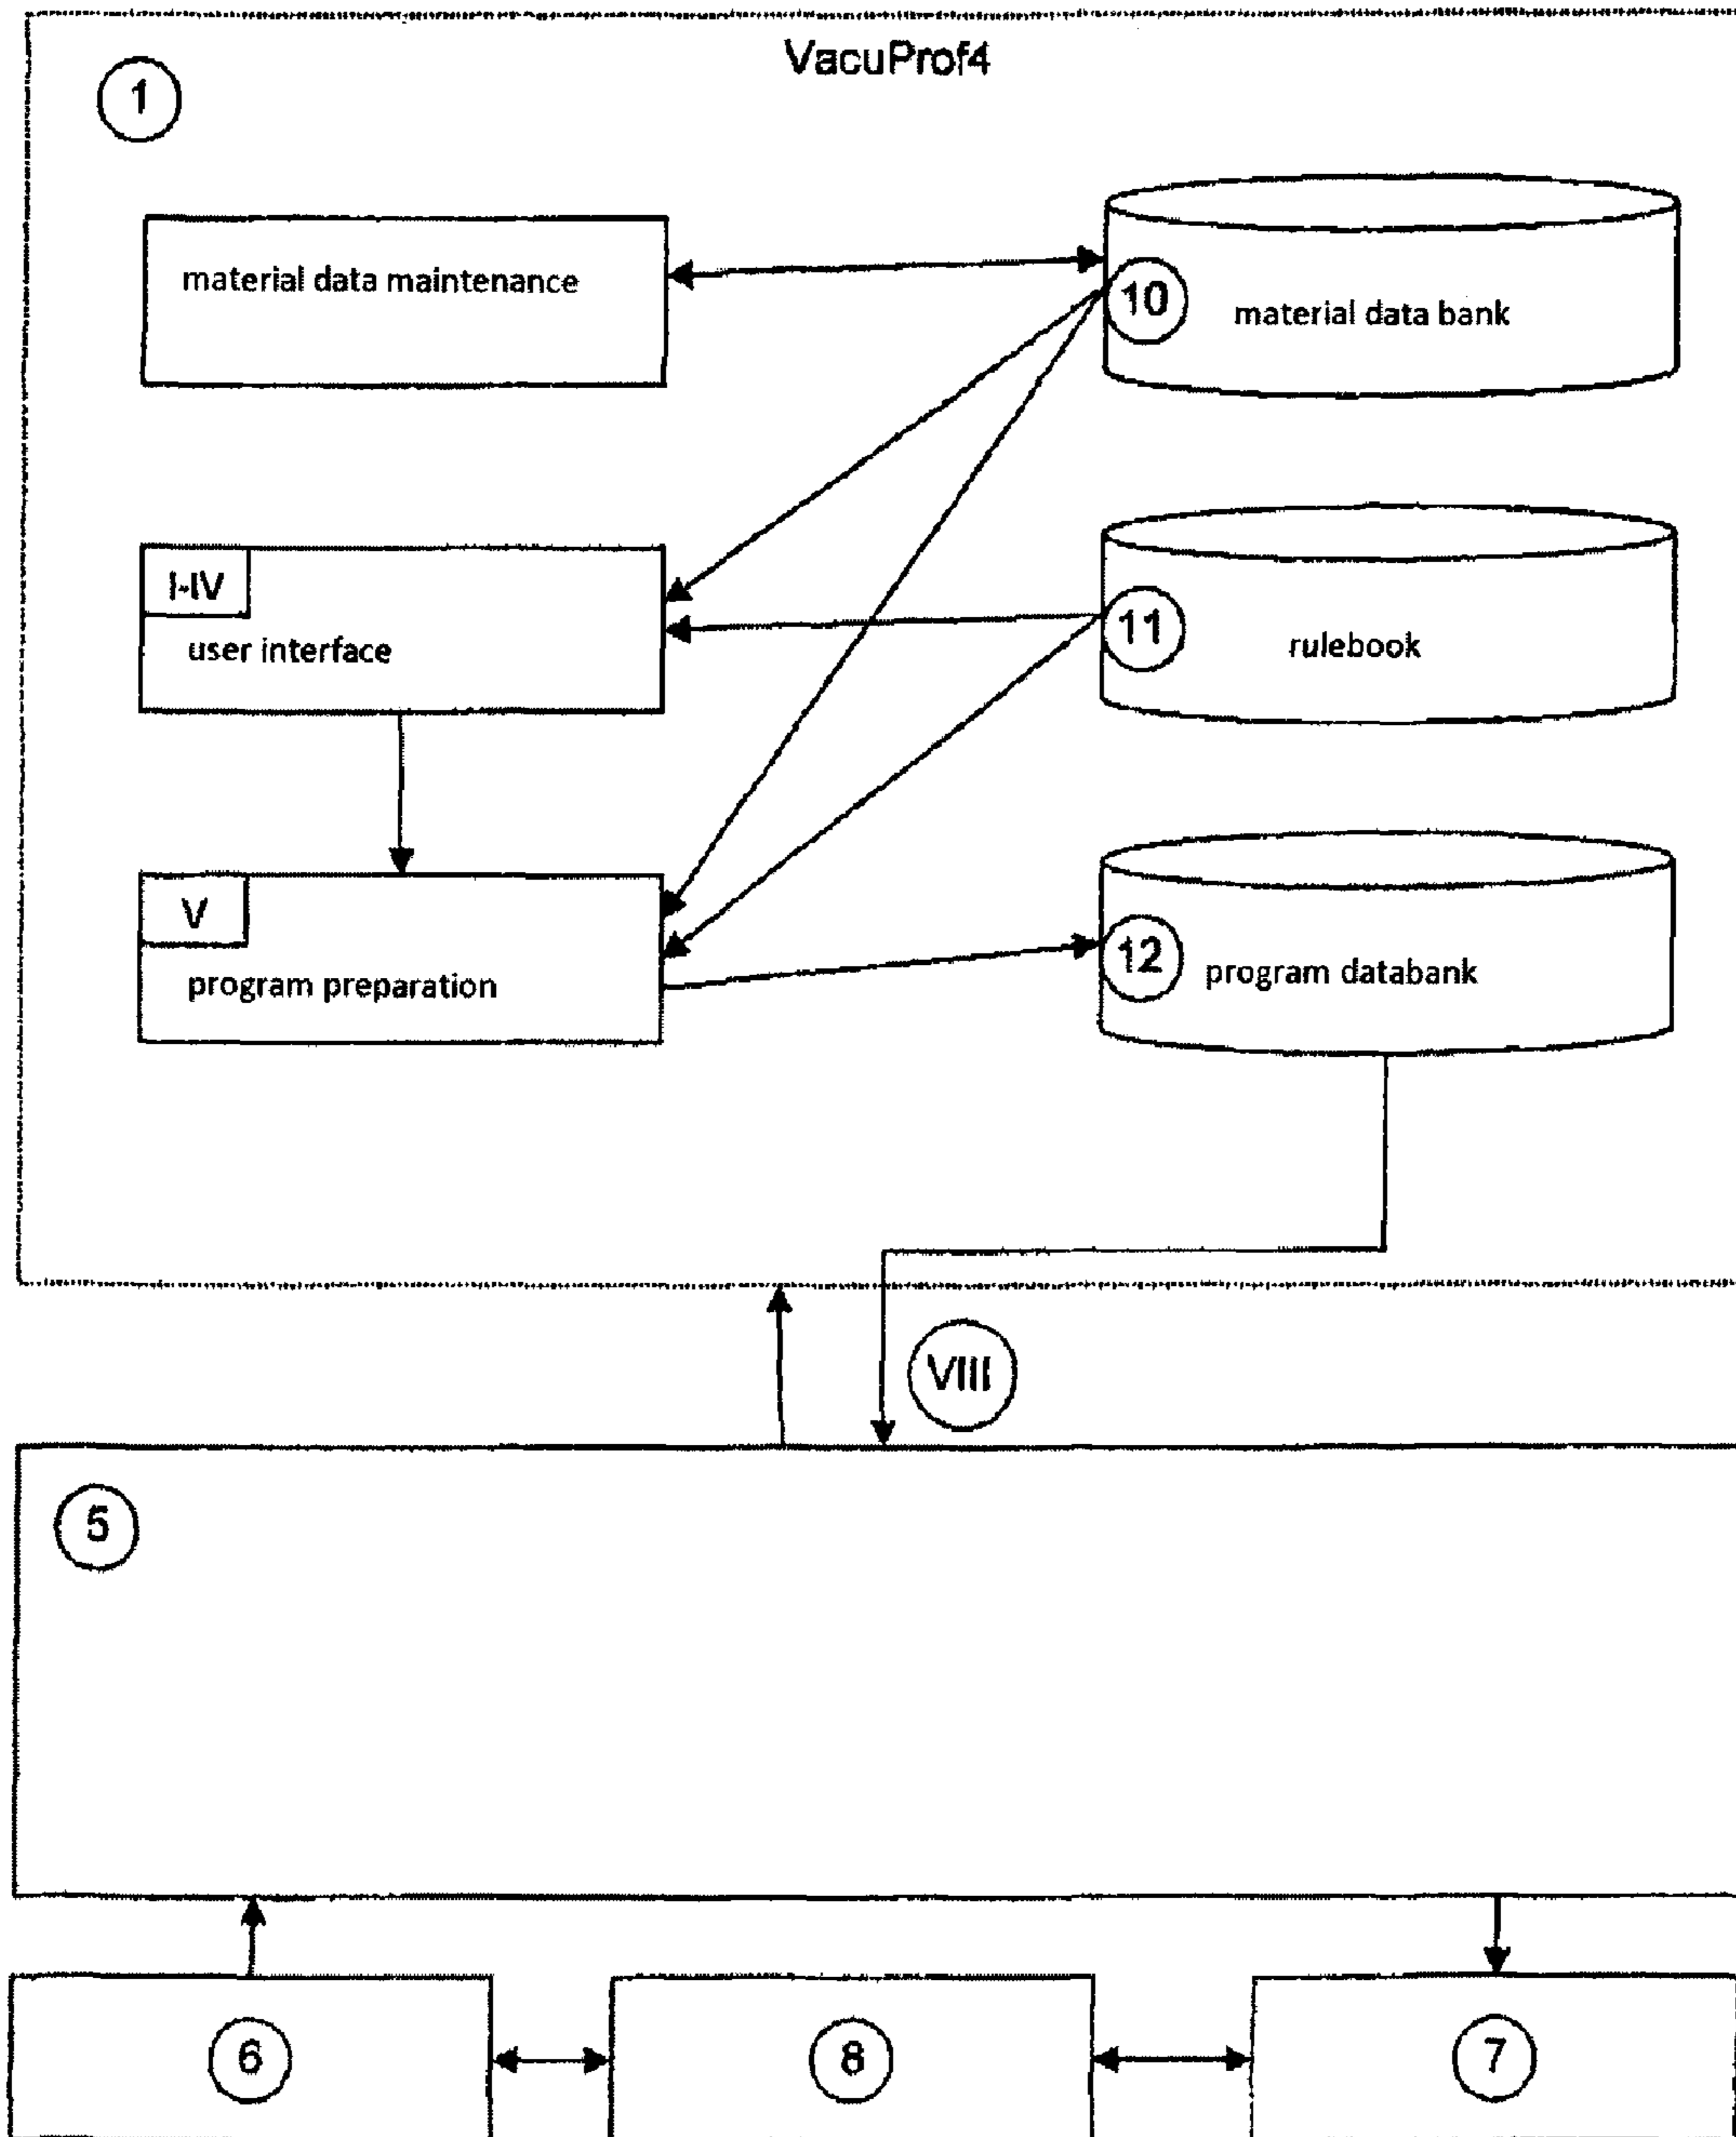 VacuProf4
1
material data maintenance
10
material data bank
I-IV
user interface
11
rulebook
V
program preparation
12
program databank
VIII
5
6
8
7